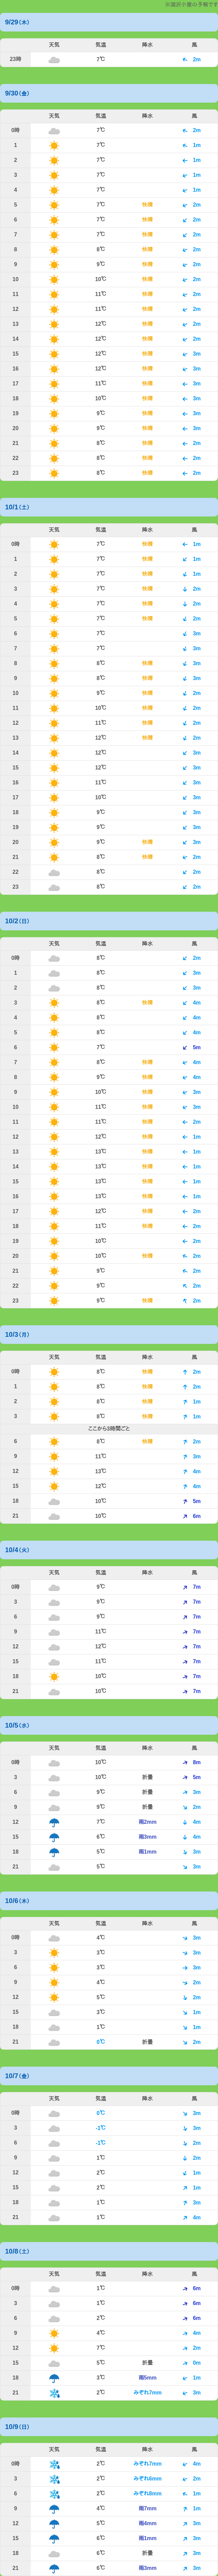 ※涸沢小屋の予報です
9/29(木)
天気 気温 降水 風
23時 7℃ 2m
9/30(金)
天気 気温 降水 風
0時 7℃ 2m
1 7℃ 1m
2 7℃ 1m
3 7℃ 1m
4 7℃ 1m
5 7℃ 快晴 2m
6 7℃ 快晴 2m
7 7℃ 快晴 2m
8 8℃ 快晴 2m
9 9℃ 快晴 2m
10 10℃ 快晴 2m
11 11℃ 快晴 2m
12 11℃ 快晴 2m
13 12℃ 快晴 2m
14 12℃ 快晴 2m
15 12℃ 快晴 3m
16 12℃ 快晴 3m
17 11℃ 快晴 3m
18 10℃ 快晴 3m
19 9℃ 快晴 3m
20 9℃ 快晴 3m
21 8℃ 快晴 2m
22 8℃ 快晴 2m
23 8℃ 快晴 2m
10/1(土)
天気 気温 降水 風
0時 7℃ 快晴 1m
1 7℃ 快晴 1m
2 7℃ 快晴 1m
3 7℃ 快晴 2m
4 7℃ 快晴 2m
5 7℃ 快晴 2m
6 7℃ 3m
7 7℃ 3m
8 8℃ 快晴 3m
9 9℃ 快晴 3m
10 9℃ 快晴 2m
11 10℃ 快晴 2m
12 11℃ 快晴 2m
13 12℃ 快晴 2m
14 12℃ 3m
15 12℃ 3m
16 11℃ 3m
17 10℃ 3m
18 9℃ 3m
19 9℃ 3m
20 9℃ 快晴 3m
21 8℃ 快晴 2m
22 8℃ 2m
23 8℃ 2m
10/2(日)
天気 気温 降水 風
0時 8℃ 2m
1 8℃ 3m
2 8℃ 3m
3 8℃ 快晴 4m
4 8℃ 4m
5 8℃ 4m
6 7℃ 5m
7 8℃ 快晴 4m
8 9℃ 快晴 4m
9 10℃ 快晴 3m
10 11℃ 快晴 3m
11 11℃ 快晴 2m
12 12℃ 快晴 1m
13 13℃ 快晴 1m
14 13℃ 快晴 1m
15 13℃ 快晴 1m
16 13℃ 快晴 1m
17 12℃ 快晴 2m
18 11℃ 快晴 2m
19 10℃ 2m
20 10℃ 快晴 2m
21 9℃ 2m
22 9℃ 2m
23 9℃ 快晴 2m
10/3(月)
天気 気温 降水 風
0時 8℃ 快晴 2m
1 8℃ 快晴 2m
2 8℃ 快晴 1m
3 8℃ 快晴 1m
ここから3時間ごと
6 8℃ 快晴 2m
9 11℃ 3m
12 13℃ 4m
15 12℃ 4m
18 10℃ 5m
21 10℃ 6m
10/4(火)
天気 気温 降水 風
0時 9℃ 7m
3 9℃ 7m
6 9℃ 7m
9 11℃ 7m
12 12℃ 7m
15 11℃ 7m
18 10℃ 7m
21 10℃ 7m
10/5(水)
天気 気温 降水 風
0時 10℃ 8m
3 10℃ 折曇 5m
6 9℃ 折曇 3m
9 9℃ 折曇 2m
12 7℃ 雨2mm 4m
15 6℃ 雨3mm 4m
18 5℃ 雨1mm 3m
21 5℃ 3m
10/6(木)
天気 気温 降水 風
0時 4℃ 3m
3 3℃ 3m
6 3℃ 3m
9 4℃ 2m
12 5℃ 2m
15 3℃ 1m
18 1℃ 1m
21 0℃ 折曇 2m
10/7(金)
天気 気温 降水 風
0時 0℃ 3m
3 -1℃ 3m
6 -1℃ 2m
9 1℃ 2m
12 2℃ 1m
15 2℃ 1m
18 1℃ 3m
21 1℃ 4m
10/8(土)
天気 気温 降水 風
0時 1℃ 6m
3 1℃ 6m
6 2℃ 6m
9 4℃ 4m
12 7℃ 2m
15 5℃ 折曇 0m
18 3℃ 雨5mm 1m
21 2℃ みぞれ7mm 3m
10/9(日)
天気 気温 降水 風
0時 2℃ みぞれ7mm 4m
3 2℃ みぞれ6mm 2m
6 2℃ みぞれ8mm 1m
9 4℃ 雨7mm 1m
12 5℃ 雨4mm 3m
15 6℃ 雨1mm 3m
18 6℃ 折曇 3m
21 6℃ 雨3mm 3m